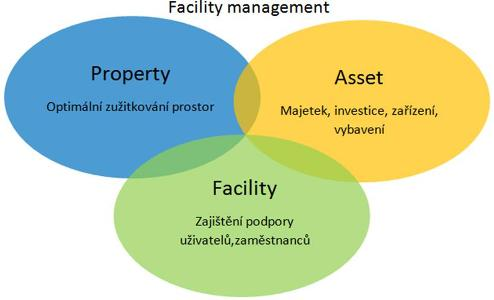 Facility management
Property
Optimální zužitkování prostor
Asset
Majetek, investice, zařízení,
vybavení
Facility
Zajištění podpory
uživatelů,zaměstnanců